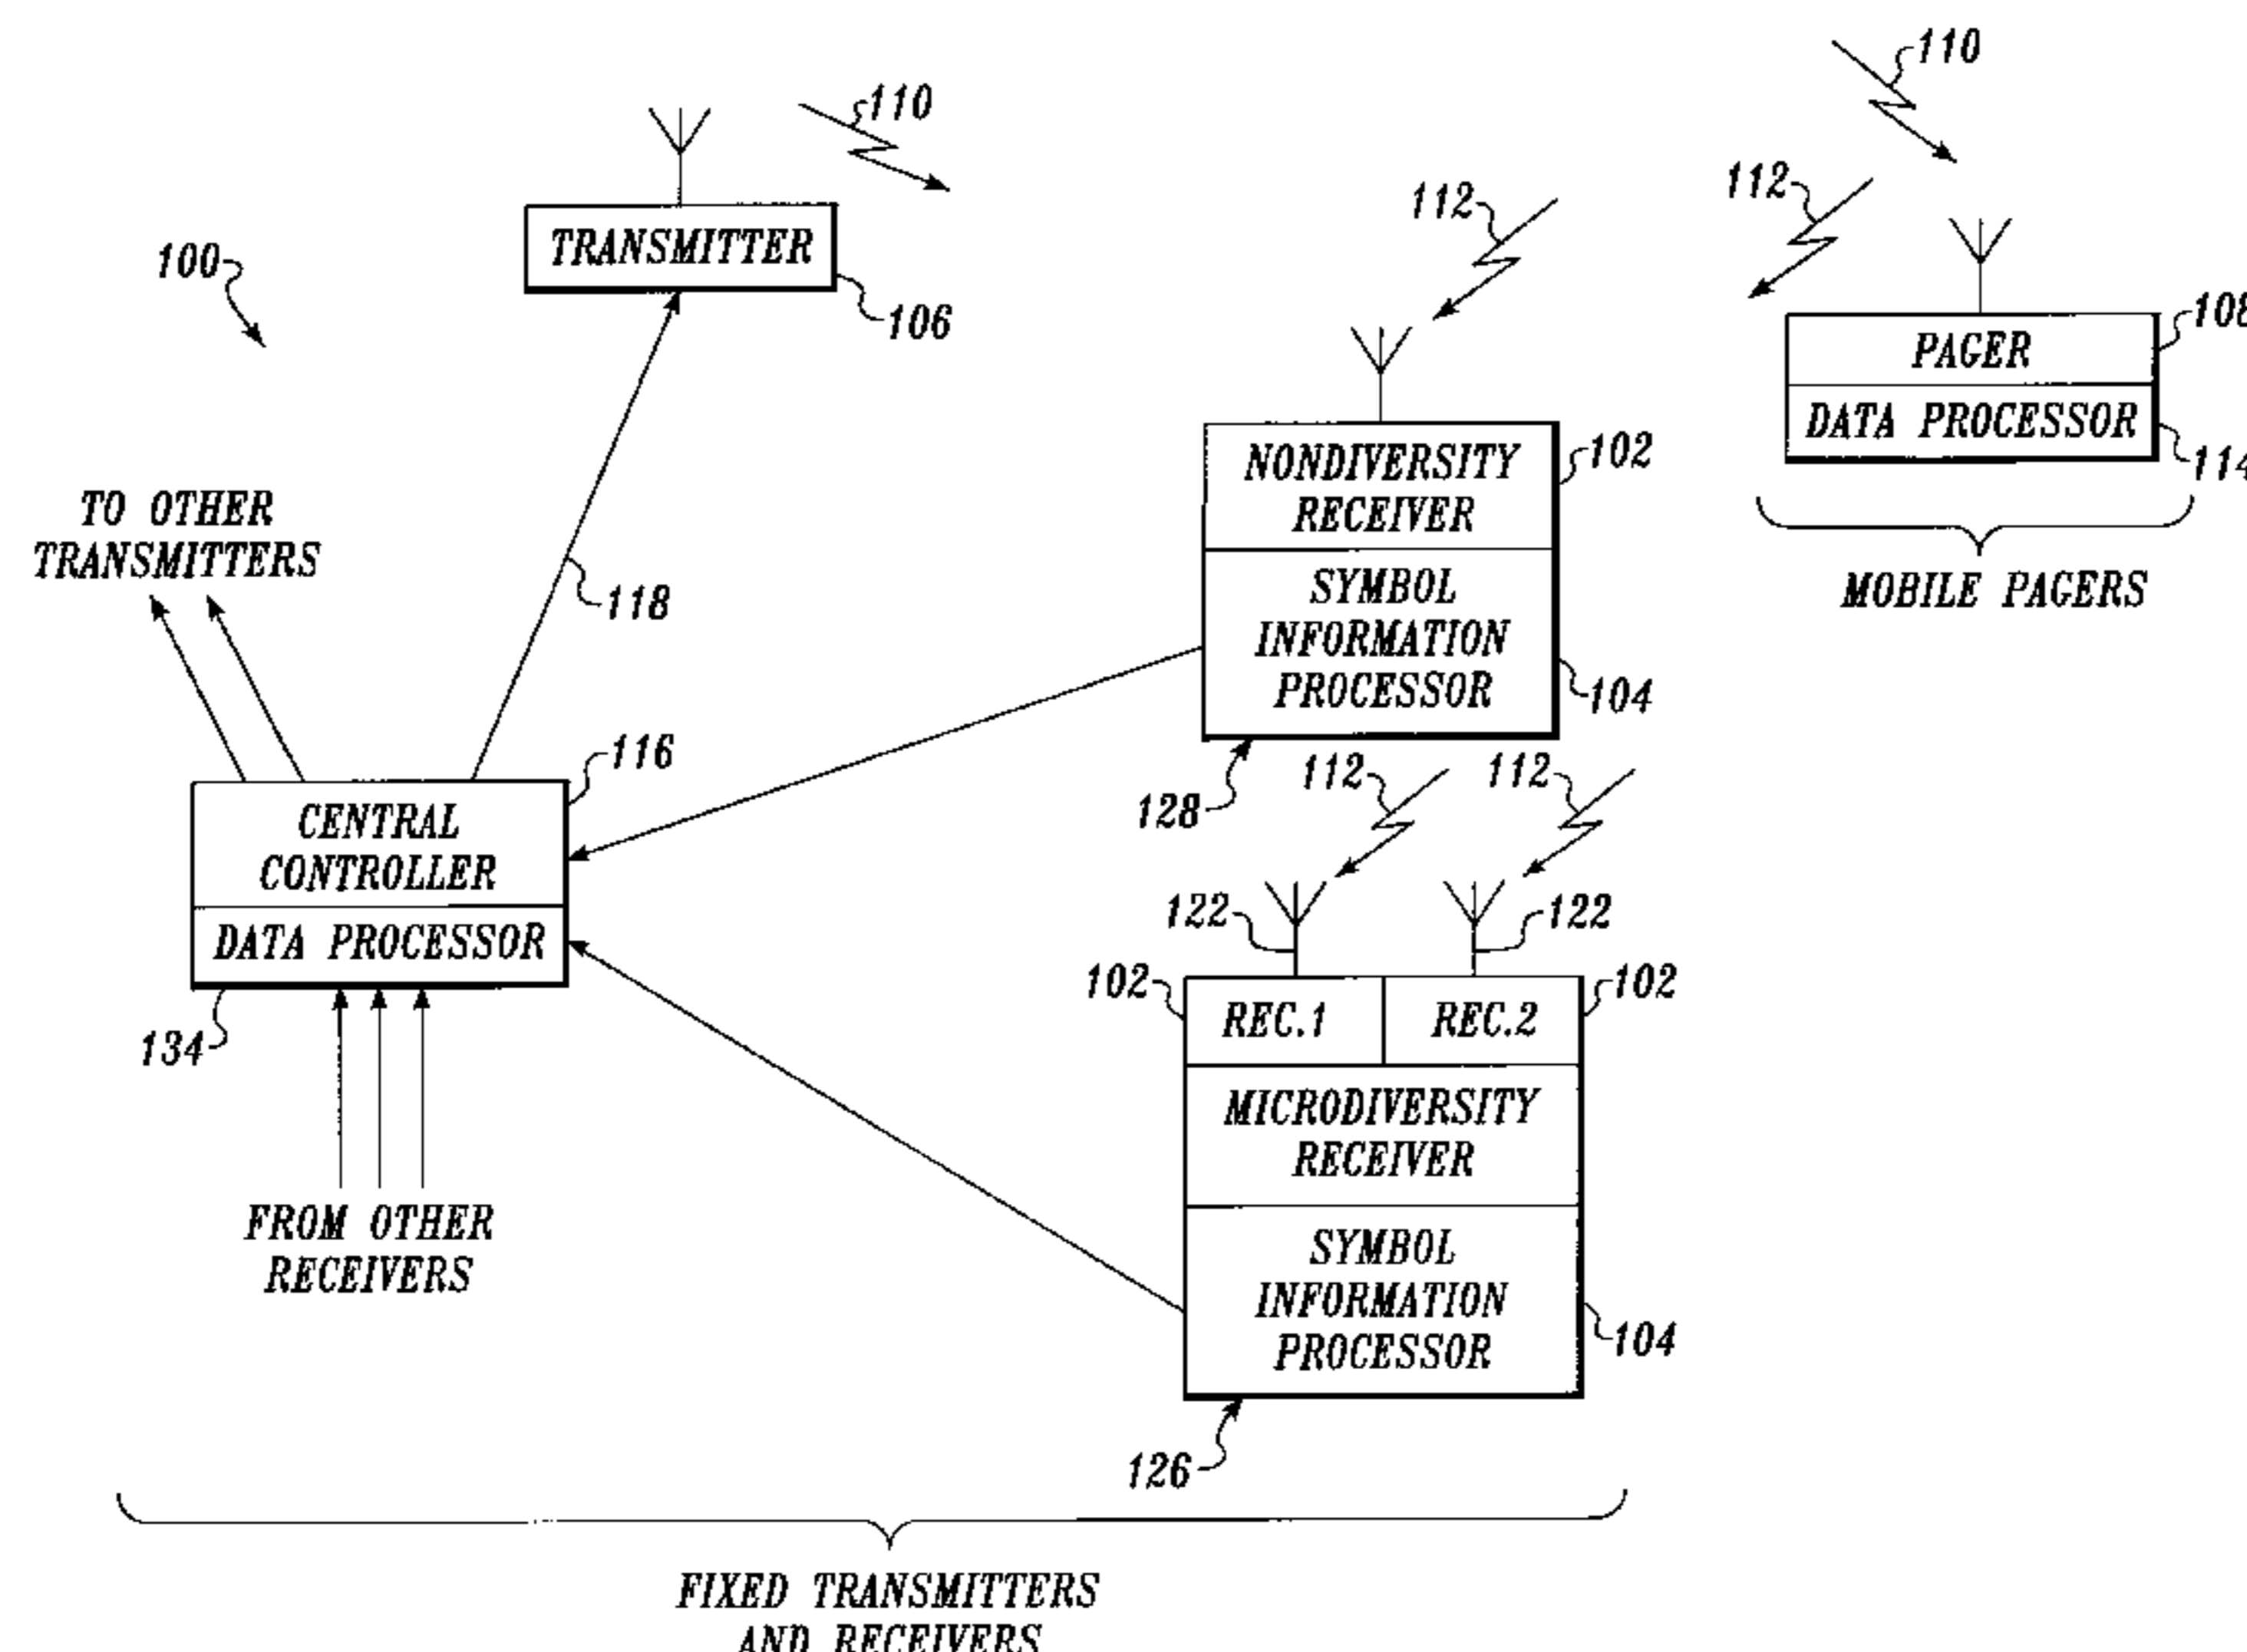 110
110
112
112
100
TRANSMITTER
106
108
PAGER
DATA PROCESSOR
114
MOBILE PAGERS
NONDIVERSITY
RECEIVER
102
SYMBOL
INFORMATION
PROCESSOR
104
128
TO OTHER
TRANSMITTERS
118
116
CENTRAL
CONTROLLER
DATA PROCESSOR
134
FROM OTHER
RECEIVERS
112
112
122
122
102
REC.1
REC.2
102
MICRODIVERSITY
RECEIVER
SYMBOL
INFORMATION
PROCESSOR
104
126
FIXED TRANSMITTERS
AND RECEIVERS